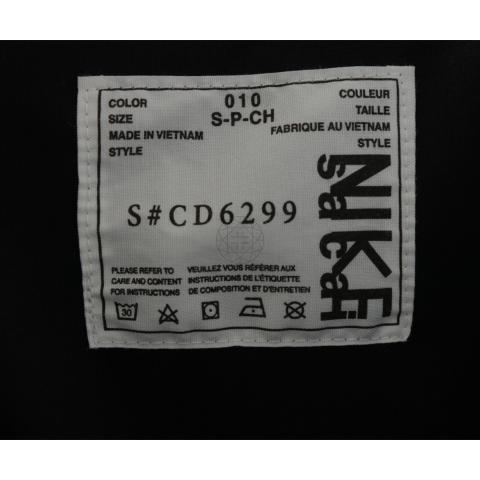 COLOR 010 COULEUR
SIZE S-P-CH TAILLE
MADE IN VIETNAM FABRIQUE AU VIETNAM
STYLE STYLE
S#CD6299
NIKE
sacai
PLEASE REFER TO
CARE AND CONTENT
FOR INSTRUCTIONS
VEUILLEZ VOUS RÉFÉRER AUX
INSTRUCTIONS DE L'ÉTIQUETTE
DE COMPOSITION ET D'ENTRETIEN
30